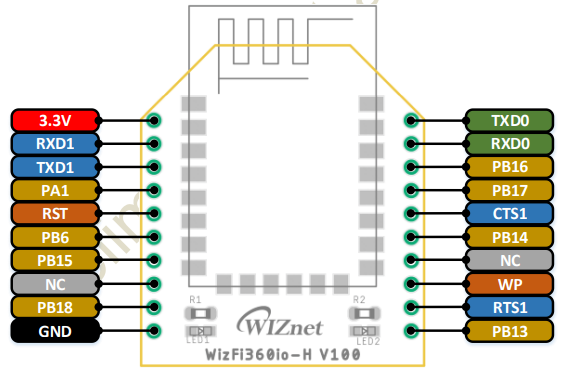 3.3V
RXD1
TXD1
PA1
RST
PB6
PB15
NC
PB18
GND
TXD0
RXD0
PB16
PB17
CTS1
PB14
NC
WP
RTS1
PB13
R1
R2
WIZnet
LED1
LED2
WizFi360io-H V100